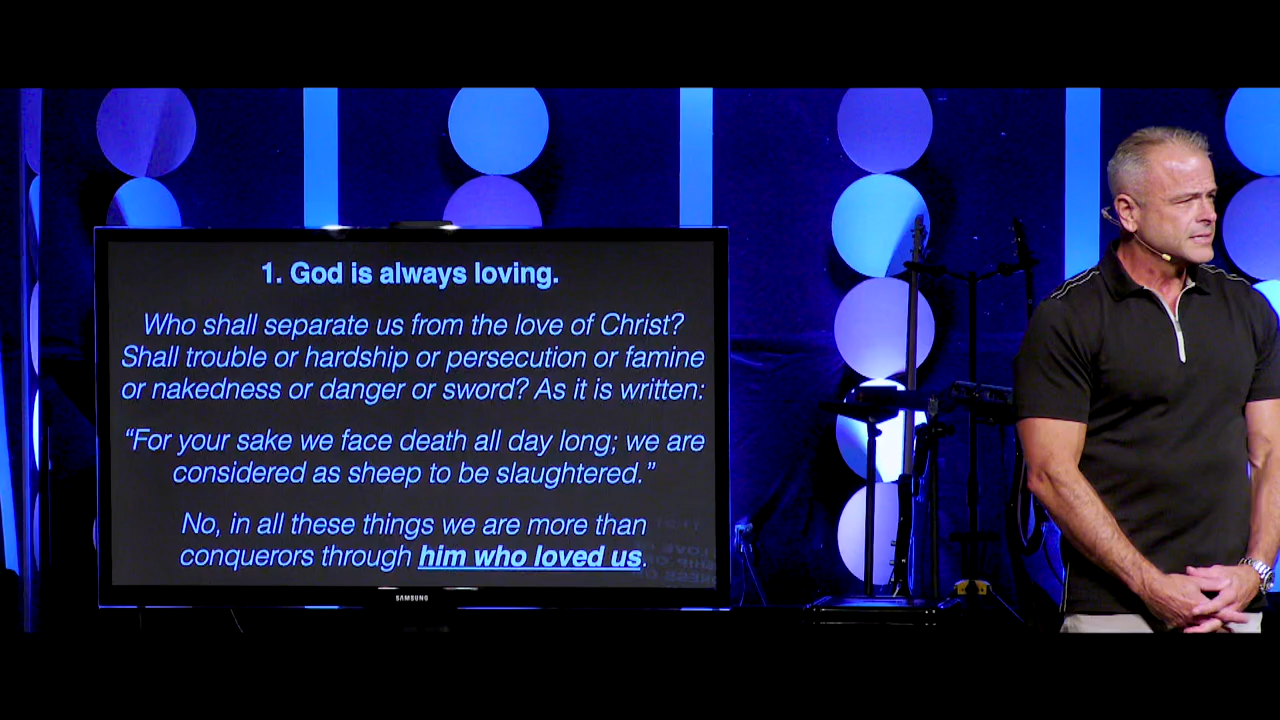 1. God is always loving.
Who shall separate us from the love of Christ?
Shall trouble or hardship or persecution or famine
or nakedness or danger or sword? As it is written:
“For your sake we face death all day long; we are
considered as sheep to be slaughtered.”
No, in all these things we are more than
conquerors through him who loved us.
SAMSUNG